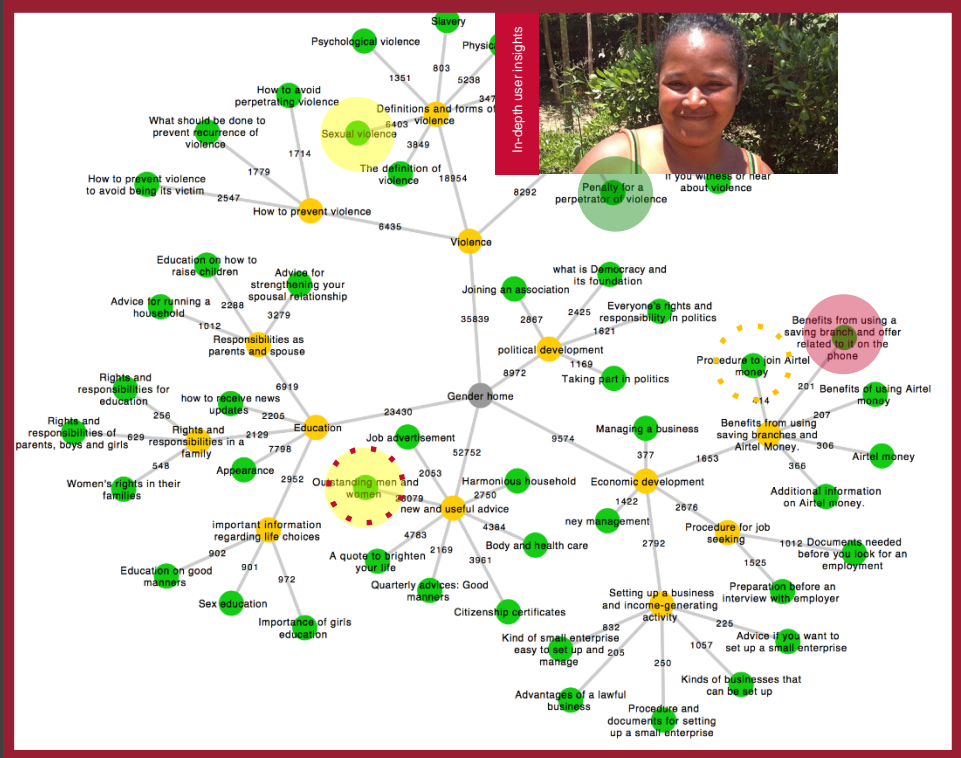 Slavery
Psychological violence
803
1351
5238
How to avoid
perpetrating violence
Definitions and forms of
violence
6403
Sexual violence
What should be done to
prevent recurrence of
violence
3849
1714
The definition of
violence
1779
18954
How to prevent violence
to avoid being its victim
2547
8292
How to prevent violence
6435
Violence
In-depth user insights
Penalty for a
perpetrator of violence
if you witness or hear
about violence
Education on how to
raise children
Advice for
strengthening your
spousal relationship
Advice for running a
household
2288
3279
1012
Responsibilities as
parents and spouse
35839
what is Democracy and
its foundation
Joining an association
2867
2425
Everyone's rights and
responsibility in politics
1621
political development
1169
8972
Taking part in politics
Benefits from using a
saving branch and offer
related to it on the
phone
Procedure to join Airtel
money
201
Benefits of using Airtel
money
207
Benefits from using
saving branches and
Airtel Money.
306
Airtel money
366
Additional information
on Airtel money.
1653
Gender home
6919
Rights and
responsibilities for
education
how to receive news
updates
2205
256
23430
Rights and
responsibilities of
parents, boys and girls
629
Rights and
responsibilities in a
family
2129
Education
7798
548
Appearance
2952
Women's rights in their
families
Job advertisement
52752
2053
Outstanding men and
women
Harmonious household
2750
new and useful advice
4384
4783
2169
3961
Body and health care
A quote to brighten
your life
Quarterly advices: Good
manners
Citizenship certificates
important information
regarding life choices
902
901
972
Education on good
manners
Sex education
Importance of girls
education
9574
Managing a business
377
Economic development
1422
2676
ney management
2792
Procedure for job
seeking
1012
Documents needed
before you look for an
employment
1525
Preparation before an
interview with employer
Setting up a business
and income-generating
activity
225
832
Advice if you want to
set up a small enterprise
Kind of small enterprise
easy to set up and
manage
205
1057
250
Kinds of businesses that
can be set up
Advantages of a lawful
business
Procedure and
documents for setting
up a small enterprise